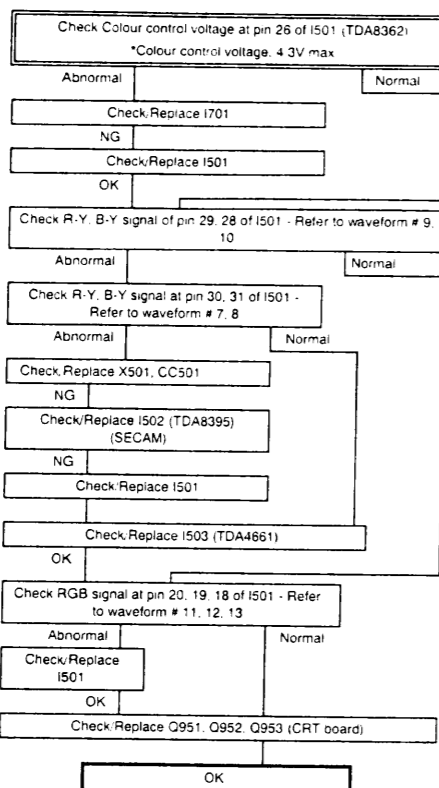 Check Colour control voltage at pin 26 of I501 (TDA8362)
*Colour control voltage. 4 3V max
Abnormal
Normal
Check/Replace I701
NG
Check/Replace I501
OK
Check R-Y. B-Y signal of pin 29, 28 of I501 - Refer to waveform # 9,
10
Abnormal
Normal
Check R-Y. B-Y signal at pin 30, 31 of I501 -
Refer to waveform # 7, 8
Abnormal
Normal
Check, Replace X501, CC501
NG
Check/Replace I502 (TDA8395)
(SECAM)
NG
Check/Replace I501
Check/Replace I503 (TDA4661)
OK
Check RGB signal at pin 20, 19, 18 of I501 - Refer
to waveform # 11, 12, 13
Abnormal
Normal
Check/Replace
I501
OK
Check/Replace Q951, Q952, Q953 (CRT board)
OK